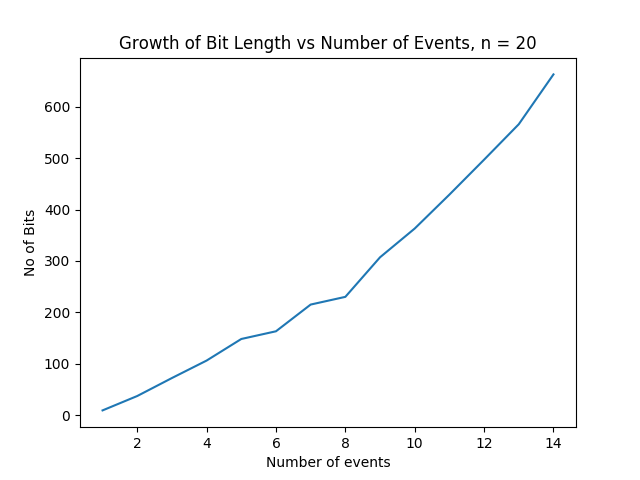 Growth of Bit Length vs Number of Events, n = 20
No of Bits
600
500
400
300
200
100
0
2 4 6 8 10 12 14
Number of events